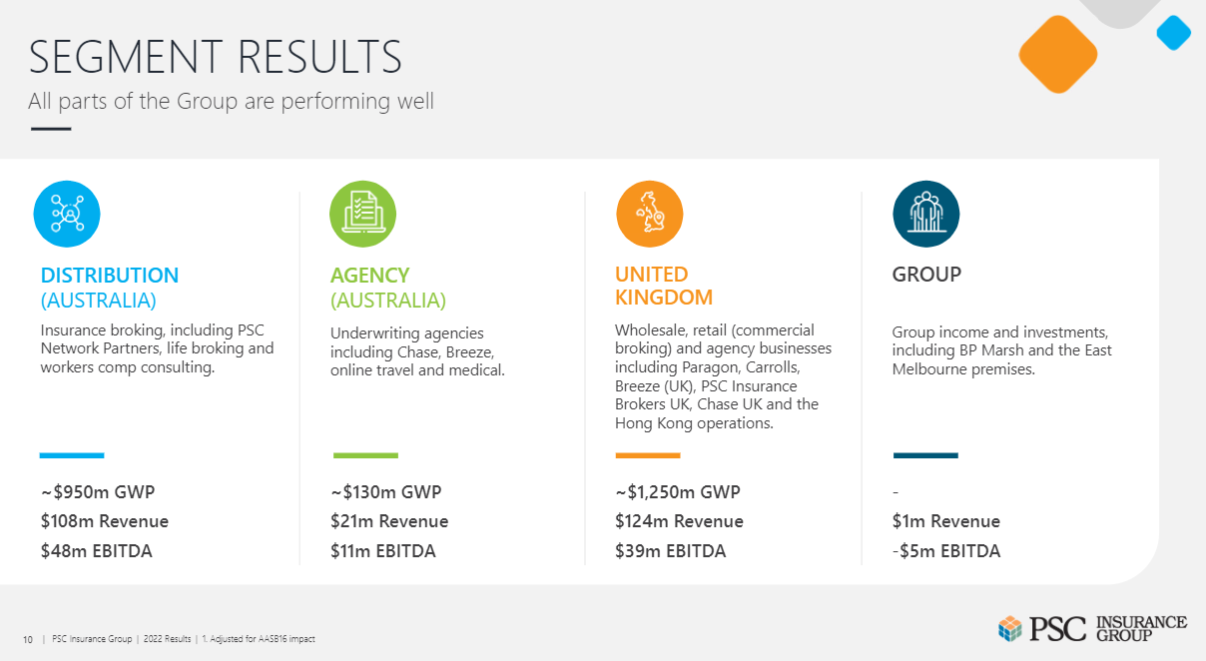 SEGMENT RESULTS
All parts of the Group are performing well
DISTRIBUTION
(AUSTRALIA)
Insurance broking, including PSC
Network Partners, life broking and
workers comp consulting.
~$950m GWP
$108m Revenue
$48m EBITDA
AGENCY
(AUSTRALIA)
Underwriting agencies
including Chase, Breeze,
online travel and medical.
~$130m GWP
$21m Revenue
$11m EBITDA
UNITED
KINGDOM
Wholesale, retail (commercial
broking) and agency businesses
including Paragon, Carrolls,
Breeze (UK), PSC Insurance
Brokers UK, Chase UK and the
Hong Kong operations.
~$1,250m GWP
$124m Revenue
$39m EBITDA
GROUP
Group income and investments,
including BP Marsh and the East
Melbourne premises.
-
$1m Revenue
-$5m EBITDA
10 | PSC Insurance Group | 2022 Results | 1. Adjusted for AASB16 impact
PSC INSURANCE
GROUP